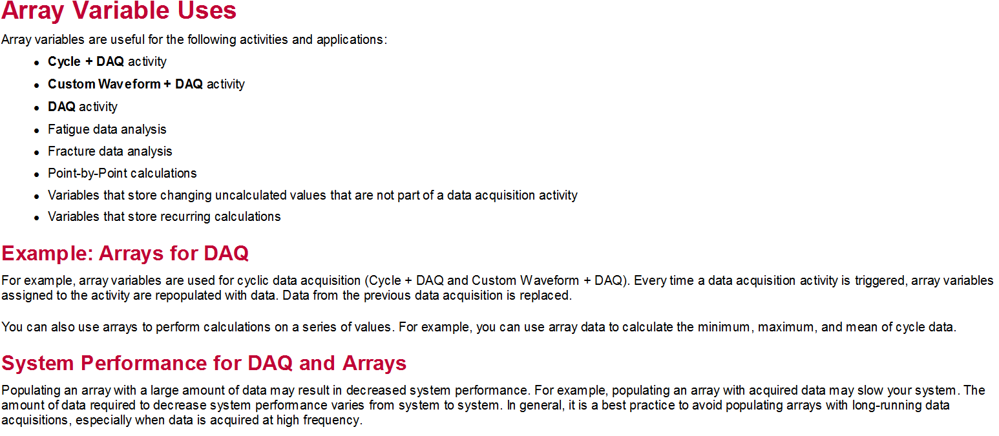 Array Variable Uses
Array variables are useful for the following activities and applications:
• Cycle + DAQ activity
• Custom Waveform + DAQ activity
• DAQ activity
• Fatigue data analysis
• Fracture data analysis
• Point-by-Point calculations
• Variables that store changing uncalculated values that are not part of a data acquisition activity
• Variables that store recurring calculations
Example: Arrays for DAQ
For example, array variables are used for cyclic data acquisition (Cycle + DAQ and Custom Waveform + DAQ). Every time a data acquisition activity is triggered, array variables
assigned to the activity are repopulated with data. Data from the previous data acquisition is replaced.
You can also use arrays to perform calculations on a series of values. For example, you can use array data to calculate the minimum, maximum, and mean of cycle data.
System Performance for DAQ and Arrays
Populating an array with a large amount of data may result in decreased system performance. For example, populating an array with acquired data may slow your system. The
amount of data required to decrease system performance varies from system to system. In general, it is a best practice to avoid populating arrays with long-running data
acquisitions, especially when data is acquired at high frequency.